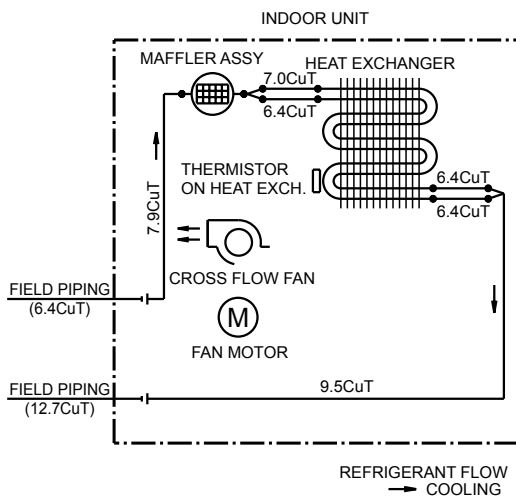 INDOOR UNIT
MAFFLER ASSY
HEAT EXCHANGER
7.0CuT
6.4CuT
THERMISTOR
ON HEAT EXCH.
6.4CuT
6.4CuT
7.9CuT
CROSS FLOW FAN
FIELD PIPING
(6.4CuT)
M
FAN MOTOR
FIELD PIPING
(12.7CuT)
9.5CuT
REFRIGERANT FLOW
COOLING